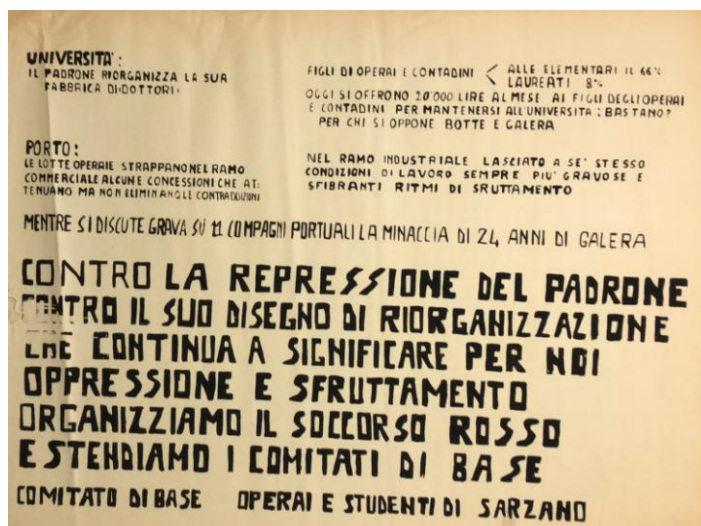 UNIVERSITA':
IL PADRONE RIORGANIZZA LA SUA
FABBRICA DI DOTTORI.
FIGLI DI OPERAI E CONTADINI < ALLE ELEMENTARI IL 66%
LAUREATI 8%
OGGI SI OFFRONO 20'000 LIRE AL MESE AI FIGLI DEGLI OPERAI
E CONTADINI PER MANTENERSI ALL'UNIVERSITA : BASTANO?
PER CHI SI OPPONE BOTTE E GALERA
PORTO:
LE LOTTE OPERAIE STRAPPANO NEL RAMO
COMMERCIALE ALCUNE CONCESSIONI CHE AT:
TENUANO MA NON ELIMINANO LE CONTRADDIZIONI
NEL RAMO INDUSTRIALE LASCIATO A SE' STESSO
CONDIZIONI DI LAVORO SEMPRE PIU' GRAVOSE E
SFIBRANTI RITMI DI SRUTTAMENTO
MENTRE SI DISCUTE GRAVA SU 11 COMPAGNI PORTUALI LA MINACCIA DI 24 ANNI DI GALERA
CONTRO LA REPRESSIONE DEL PADRONE
CONTRO IL SUO DISEGNO DI RIORGANIZZAZIONE
CHE CONTINUA A SIGNIFICARE PER NOI
OPPRESSIONE E SFRUTTAMENTO
ORGANIZZIAMO IL SOCCORSO ROSSO
E STENDIAMO I COMITATI DI BASE
COMITATO DI BASE OPERAI E STUDENTI DI SARZANO